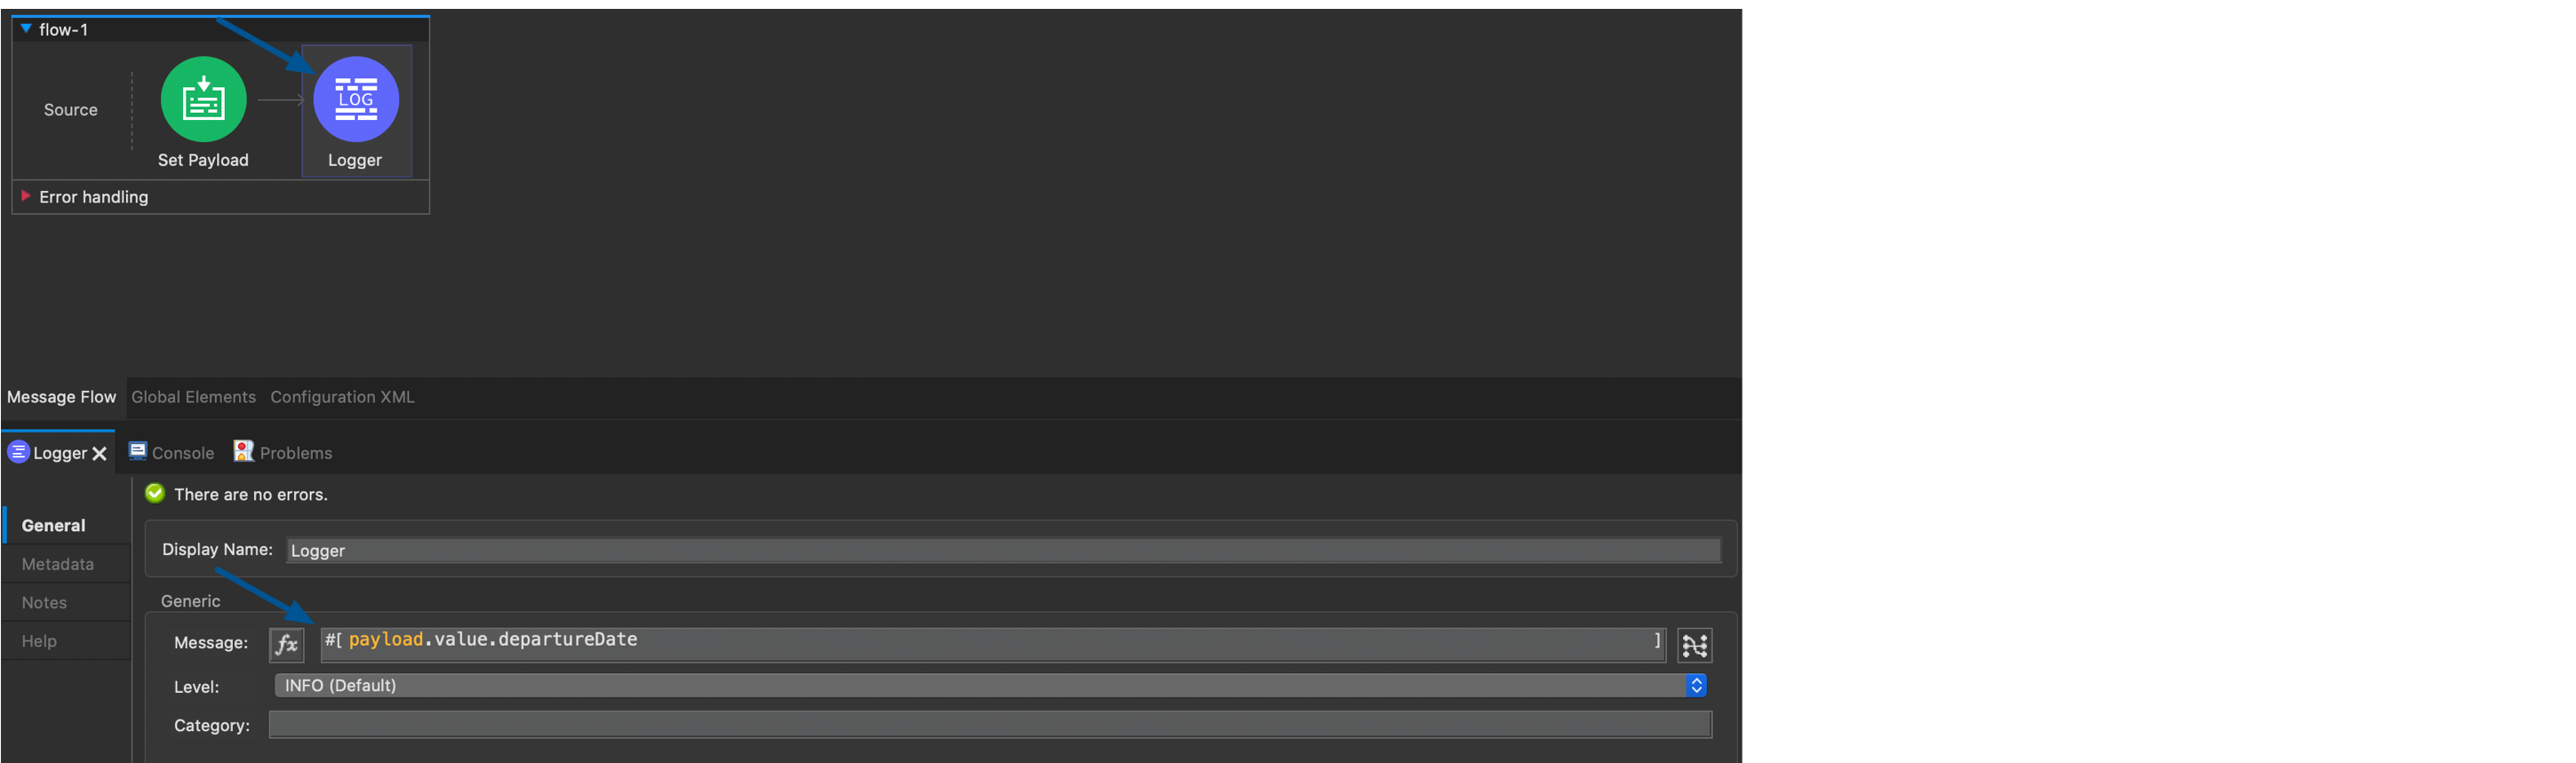 flow-1
Source
LOG
Set Payload
Logger
Error handling
Message Flow Global Elements Configuration XML
Logger Console Problems
There are no errors.
General
Metadata
Notes
Help
Display Name: Logger
Generic
Message: fx #[ payload.value.departureDate ]
Level: INFO (Default)
Category: